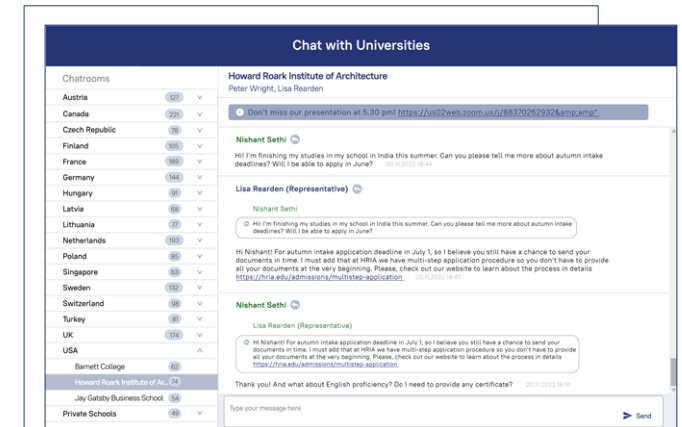 Chat with Universities
Chatrooms
Austria 127
Canada 221
Czech Republic 78
Finland 105
France 189
Germany 144
Hungary 91
Latvia 68
Lithuania 77
Netherlands 193
Poland 85
Singapore 63
Sweden 132
Switzerland 98
Turkey 81
UK 174
USA
Barnett College 62
Howard Roark Institute of Ar... 74
Jay Gatsby Business School 54
Private Schools 49
Howard Roark Institute of Architecture
Peter Wright, Lisa Rearden
Don't miss our presentation at 5.30 pm! https://us02web.zoom.us/j/88370262932&amp;amp"
Nishant Sethi
Hi! I'm finishing my studies in my school in India this summer. Can you please tell me more about autumn intake
deadlines? Will I be able to apply in June? 20.11.2022 18:44
Lisa Rearden (Representative)
Nishant Sethi
Hi! I'm finishing my studies in my school in India this summer. Can you please tell me more about autumn intake
deadlines? Will I be able to apply in June?
Hi Nishant! For autumn intake application deadline in July 1, so I believe you still have a chance to send your
documents in time. I must add that at HRIA we have multi-step application procedure so you don't have to provide
all your documents at the very beginning. Please, check out our website to learn about the process in details
https://hria.edu/admissions/multistep-application 20.11.2022 18:47
Nishant Sethi
Lisa Rearden (Representative)
Hi Nishant! For autumn intake application deadline in July 1, so I believe you still have a chance to send your
documents in time. I must add that at HRIA we have multi-step application procedure so you don't have to provide
all your documents at the very beginning. Please, check out our website to learn about the process in details
https://hria.edu/admissions/multistep-application
Thank you! And what about English proficiency? Do I need to provide any certificate? 20.11.2022 18:51
Type your message here
Send